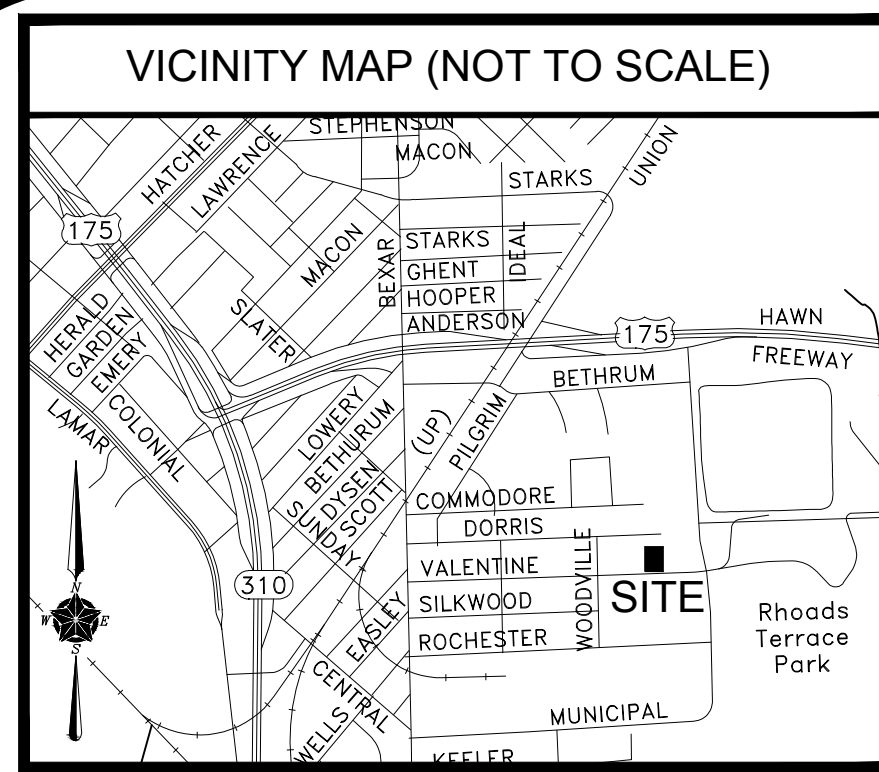 VICINITY MAP (NOT TO SCALE)
STEPHENSON
MACON
HATCHER
LAWRENCE
UNION
STARKS
175
MACON
BEXAR
STARKS
IDEAL
GHENT
HOOPER
ANDERSON
HERALD
GARDEN
EMERY
SLATER
175
HAWN
FREEWAY
BETHRUM
LAMAR
COLONIAL
LOWERY
BETHURUM
DYSEN
SCOTT
SUNDAY
(UP)
PILGRIM
COMMODORE
DORRIS
VALENTINE
WOODVILLE
SILKWOOD
SITE
ROCHESTER
310
N
W E
S
EASLEY
CENTRAL
WELLS
Rhoads
Terrace
Park
MUNICIPAL
KEELER